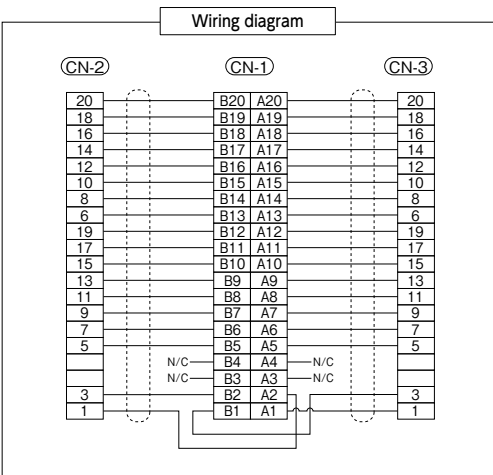 Wiring diagram
CN-2 CN-1 CN-3
20 B20 A20 20
18 B19 A19 18
16 B18 A18 16
14 B17 A17 14
12 B16 A16 12
10 B15 A15 10
8 B14 A14 8
6 B13 A13 6
19 B12 A12 19
17 B11 A11 17
15 B10 A10 15
13 B9 A9 13
11 B8 A8 11
9 B7 A7 9
7 B6 A6 7
5 B5 A5 5
N/C B4 A4 N/C
N/C B3 A3 N/C
3 B2 A2 3
1 B1 A1 1